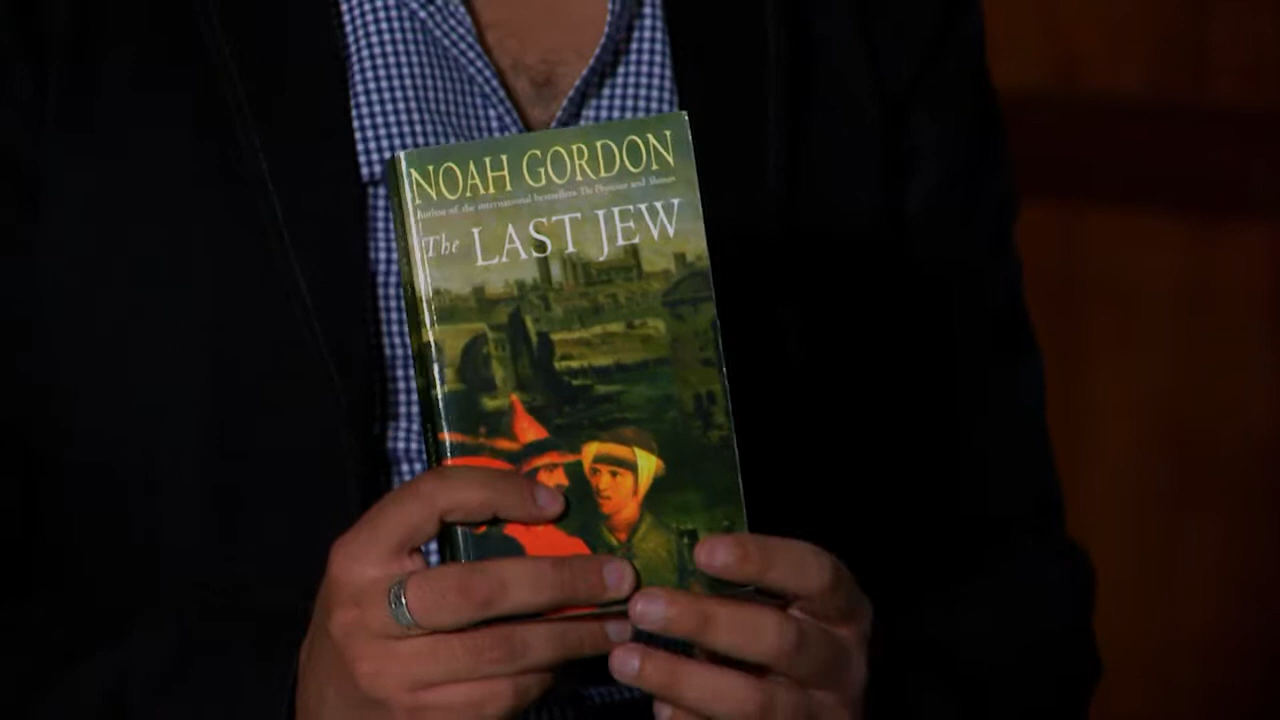 NOAH GORDON
Author of the international bestsellers The Physician and Shaman
The LAST JEW